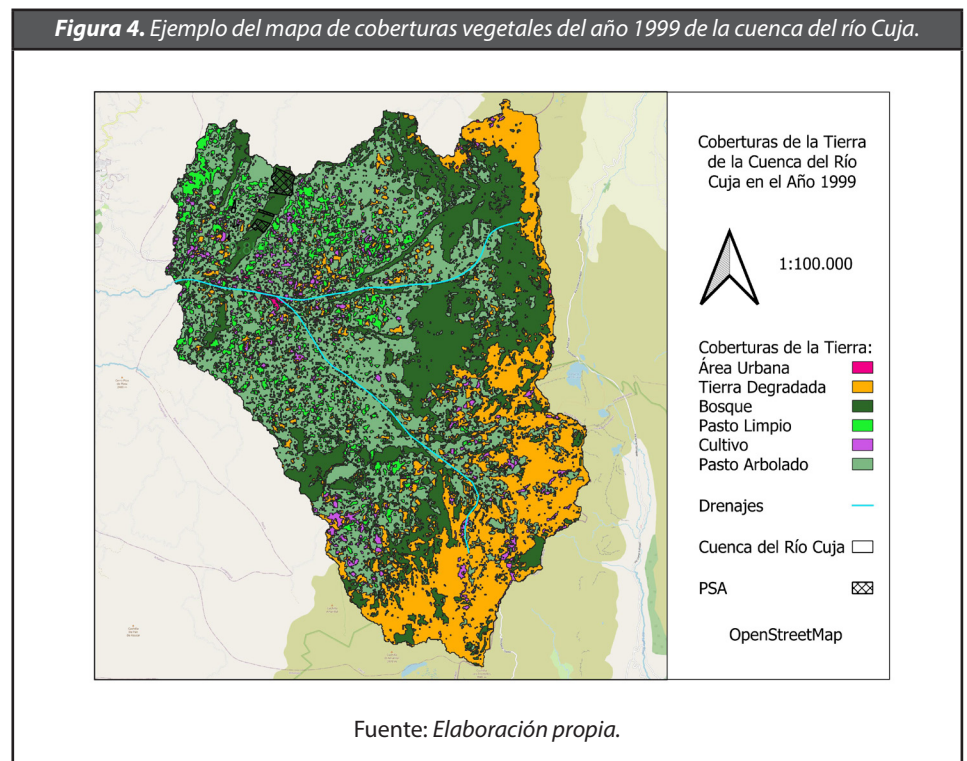 Figura 4. Ejemplo del mapa de coberturas vegetales del año 1999 de la cuenca del río Cuja.
Coberturas de la Tierra
de la Cuenca del Río
Cuja en el Año 1999
1:100.000
Coberturas de la Tierra:
Área Urbana
Tierra Degradada
Bosque
Pasto Limpio
Cultivo
Pasto Arbolado
Drenajes
Cuenca del Río Cuja
PSA
OpenStreetMap
Fuente: Elaboración propia.